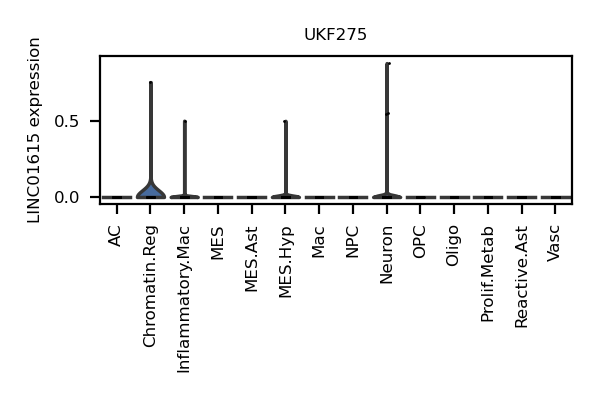 UKF275
LINC01615 expression
0.5
0.0
AC
Chromatin.Reg
Inflammatory.Mac
MES
MES.Ast
MES.Hyp
Mac
NPC
Neuron
OPC
Oligo
Prolif.Metab
Reactive.Ast
Vasc